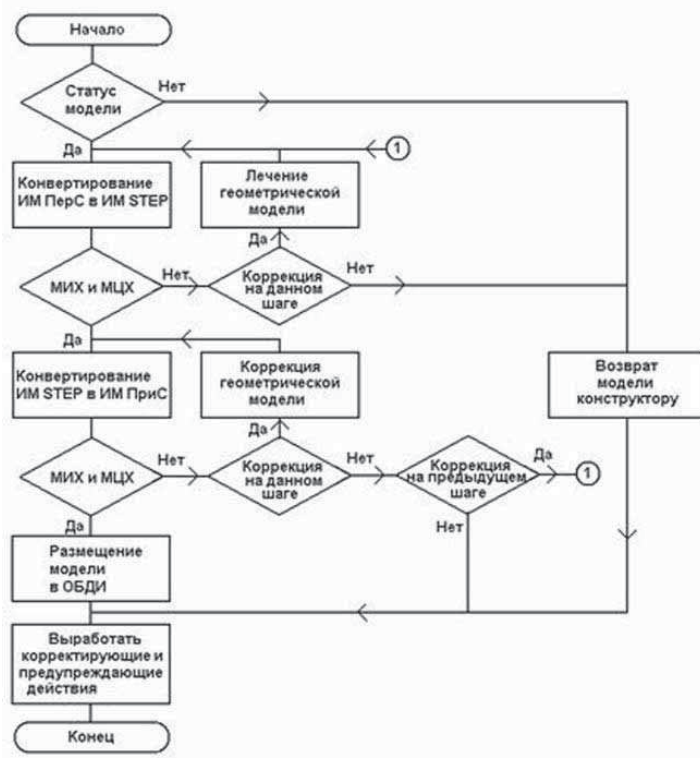 Начало
Статус
модели
Нет
Да
1
Конвертирование
ИМ ПерС в ИМ STEP
Лечение
геометрической
модели
Да
МИХ и МЦХ
Нет
Коррекция
на данном
шаге
Нет
Да
Конвертирование
ИМ STEP в ИМ ПриС
Коррекция
геометрической
модели
Возврат
модели
конструктору
Да
МИХ и МЦХ
Нет
Коррекция
на данном
шаге
Нет
Коррекция
на предыдущем
шаге
Да
1
Да
Нет
Размещение
модели
в ОБДИ
Выработать
корректирующие и
предупреждающие
действия
Конец